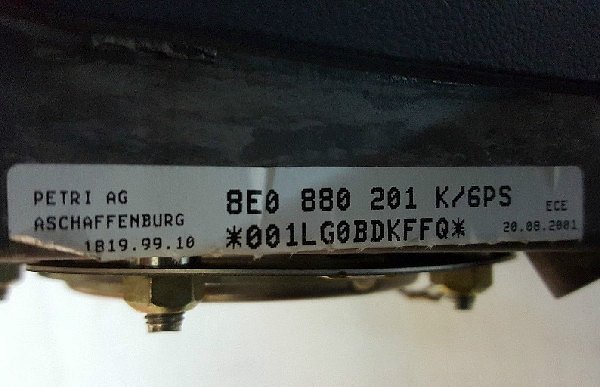 PETRI AG
ASCHAFFENBURG
1819.99.10
8E0 880 201 K/6PS
*001LG0BDKFFQ*
ECE
20.08.2001